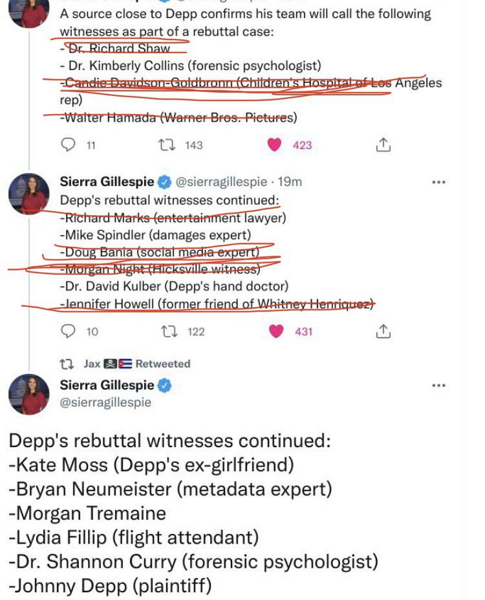 A source close to Depp confirms his team will call the following
witnesses as part of a rebuttal case:
- Dr. Richard Shaw
- Dr. Kimberly Collins (forensic psychologist)
-Candie Davidson-Goldbronn (Children's Hospital of Los Angeles
rep)
-Walter Hamada (Warner Bros. Pictures)
11 143 423
Sierra Gillespie @sierragillespie · 19m
Depp's rebuttal witnesses continued:
-Richard Marks (entertainment lawyer)
-Mike Spindler (damages expert)
-Doug Bania (social media expert)
-Morgan Night (Hicksville witness)
-Dr. David Kulber (Depp's hand doctor)
-Jennifer Howell (former friend of Whitney Henriquez)
10 122 431
Jax Retweeted
Sierra Gillespie
@sierragillespie
Depp's rebuttal witnesses continued:
-Kate Moss (Depp's ex-girlfriend)
-Bryan Neumeister (metadata expert)
-Morgan Tremaine
-Lydia Fillip (flight attendant)
-Dr. Shannon Curry (forensic psychologist)
-Johnny Depp (plaintiff)